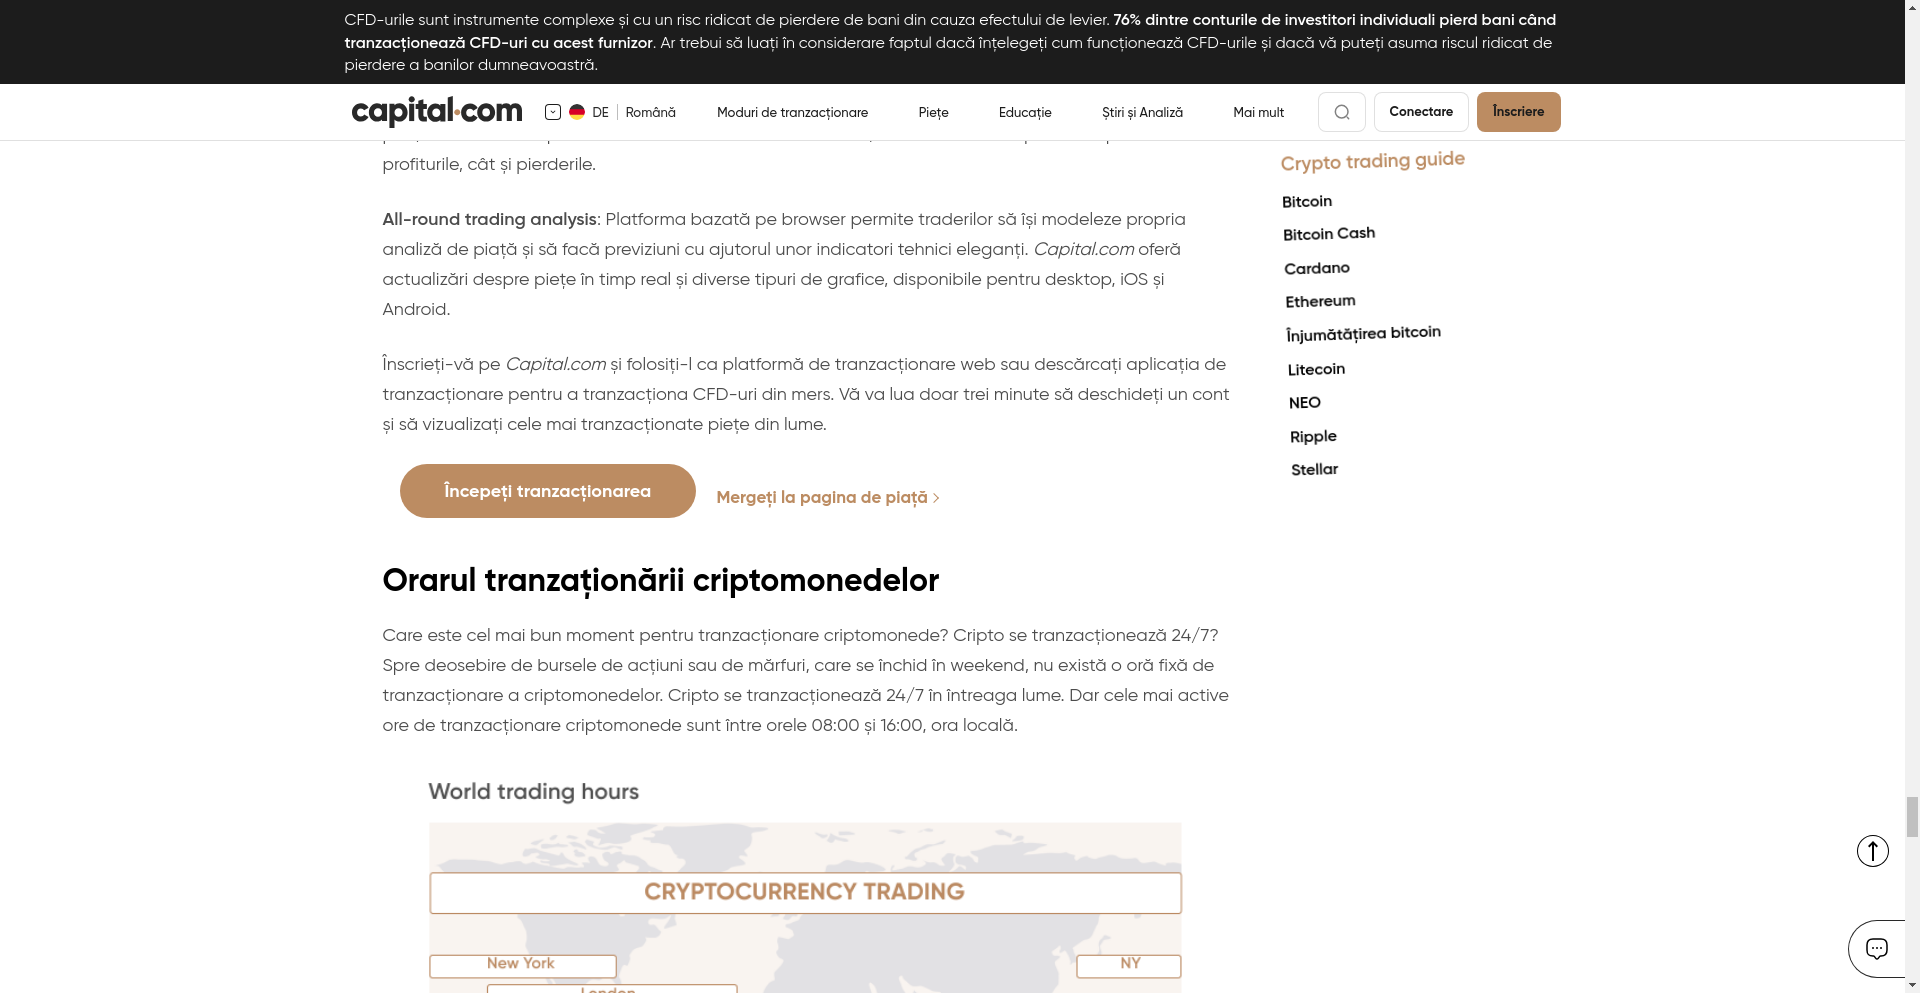 CFD-urile sunt instrumente complexe și cu un risc ridicat de pierdere de bani din cauza efectului de levier. 76% dintre conturile de investitori individuali pierd bani când
tranzacționează CFD-uri cu acest furnizor. Ar trebui să luați în considerare faptul dacă înțelegeți cum funcționează CFD-urile și dacă vă puteți asuma riscul ridicat de
pierdere a banilor dumneavoastră.
capital.com DE Română Moduri de tranzacționare Piețe Educație Știri și Analiză Mai mult Conectare Înscriere
profiturile, cât și pierderile.
All-round trading analysis: Platforma bazată pe browser permite traderilor să își modeleze propria
analiză de piață și să facă previziuni cu ajutorul unor indicatori tehnici eleganți. Capital.com oferă
actualizări despre piețe în timp real și diverse tipuri de grafice, disponibile pentru desktop, iOS și
Android.
Înscrieți-vă pe Capital.com și folosiți-l ca platformă de tranzacționare web sau descărcați aplicația de
tranzacționare pentru a tranzacționa CFD-uri din mers. Vă va lua doar trei minute să deschideți un cont
și să vizualizați cele mai tranzacționate piețe din lume.
Începeți tranzacționarea
Mergeți la pagina de piață
Orarul tranzaționării criptomonedelor
Care este cel mai bun moment pentru tranzacționare criptomonede? Cripto se tranzacționează 24/7?
Spre deosebire de bursele de acțiuni sau de mărfuri, care se închid în weekend, nu există o oră fixă de
tranzacționare a criptomonedelor. Cripto se tranzacționează 24/7 în întreaga lume. Dar cele mai active
ore de tranzacționare criptomonede sunt între orele 08:00 și 16:00, ora locală.
World trading hours
CRYPTOCURRENCY TRADING
New York
NY
London
Crypto trading guide
Bitcoin
Bitcoin Cash
Cardano
Ethereum
Înjumătățirea bitcoin
Litecoin
NEO
Ripple
Stellar